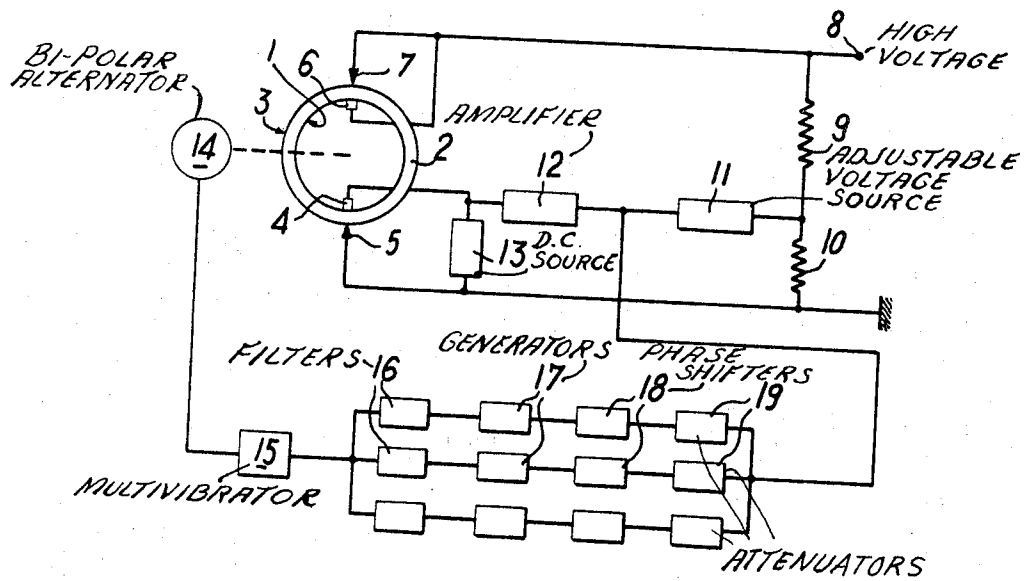 8
HIGH
VOLTAGE
BI-POLAR
ALTERNATOR
1
6
7
3
AMPLIFIER
9
14
2
12
11
ADJUSTABLE
VOLTAGE
SOURCE
4
5
13
D.C.
SOURCE
10
FILTERS
16
GENERATORS
17
PHASE
SHIFTERS
18
19
15
MULTIVIBRATOR
ATTENUATORS